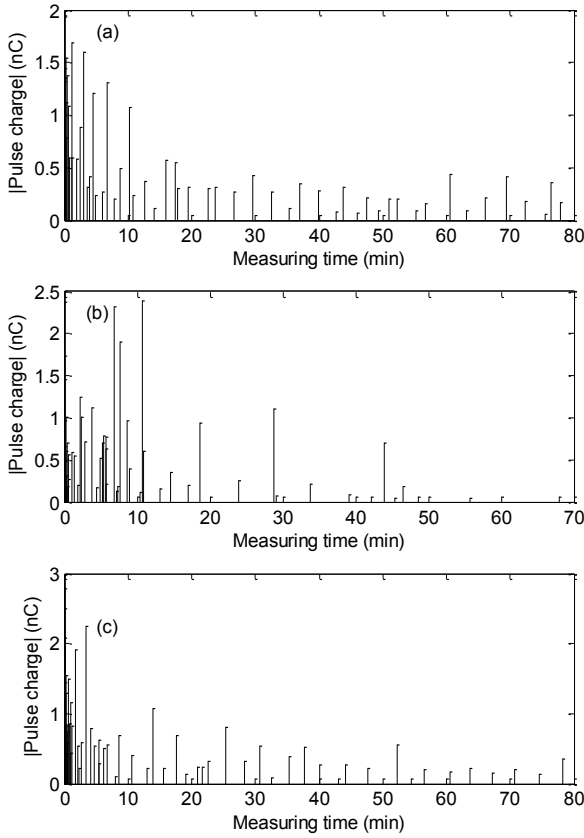 (a)
|Pulse charge| (nC)
2
1.5
1
0.5
0
0 10 20 30 40 50 60 70 80
Measuring time (min)
(b)
|Pulse charge| (nC)
2.5
2
1.5
1
0.5
0
0 10 20 30 40 50 60 70
Measuring time (min)
(c)
|Pulse charge| (nC)
3
2
1
0
0 10 20 30 40 50 60 70 80
Measuring time (min)